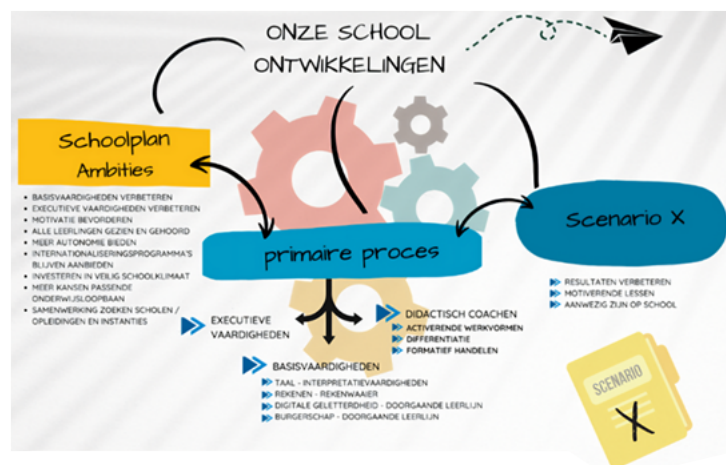 ONZE SCHOOL
ONTWIKKELINGEN
Schoolplan
Ambities
BASISVAARDIGHEDEN VERBETEREN
EXECUTIEVE VAARDIGHEDEN VERBETEREN
MOTIVATIE BEVORDEREN
ALLE LEERLINGEN GEZIEN EN GEHOORD
MEER AUTONOMIE BIEDEN
INTERNATIONALISERINGSPROGRAMMA'S
BLIJVEN AANBIEDEN
INVESTEREN IN VEILIG SCHOOLKLIMAAT
MEER KANSEN PASSENDE
ONDERWIJSLOOPBAAN
SAMENWERKING ZOEKEN SCHOLEN /
OPLEIDINGEN EN INSTANTIES
primaire proces
EXECUTIEVE
VAARDIGHEDEN
BASISVAARDIGHEDEN
TAAL - INTERPRETATIEVAARDIGHEDEN
REKENEN - REKENWAAIER
DIGITALE GELETTERDHEID - DOORGAANDE LEERLIJN
BURGERSCHAP - DOORGAANDE LEERLIJN
DIDACTISCH COACHEN
ACTIVERENDE WERKVORMEN
DIFFERENTIATIE
FORMATIEF HANDELEN
Scenario X
RESULTATEN VERBETEREN
MOTIVERENDE LESSEN
AANWEZIG ZIJN OP SCHOOL
SCENARIO
X